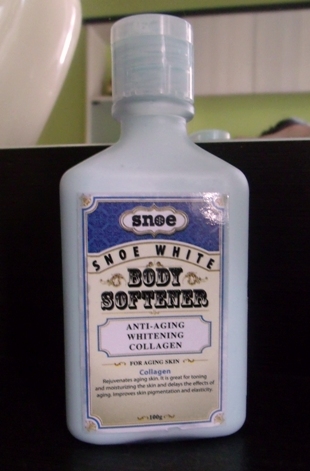 snoe
SNOE WHITE
BODY
SOFTENER
ANTI-AGING
WHITENING
COLLAGEN
FOR AGING SKIN
Collagen
Rejuvenates aging skin. It is great for toning
and moisturizing the skin and delays the effects of
aging, improves skin pigmentation and elasticity.
100g